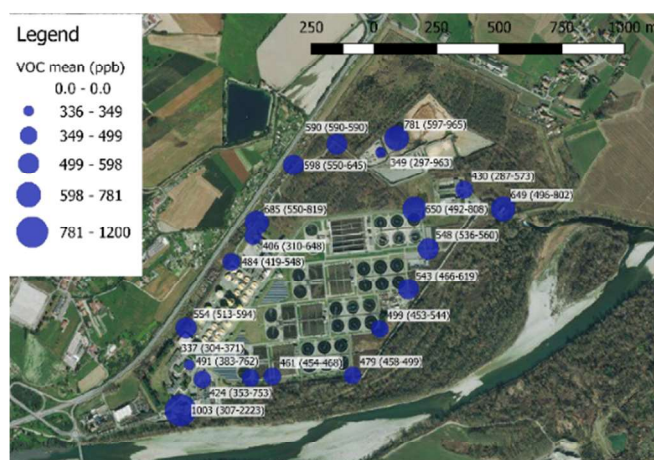 Legend
VOC mean (ppb)
0.0 - 0.0
336 - 349
349 - 499
499 - 598
598 - 781
781 - 1200
250 0 250 500 750 1000 m
590 (590-590)
781 (597-965)
349 (297-963)
598 (550-645)
430 (287-573)
649 (496-802)
685 (550-819)
650 (492-808)
406 (310-648)
548 (536-560)
484 (419-548)
543 (466-619)
554 (513-594)
499 (453-544)
337 (304-371)
491 (383-762)
461 (454-468)
479 (458-499)
424 (353-753)
1003 (307-2223)